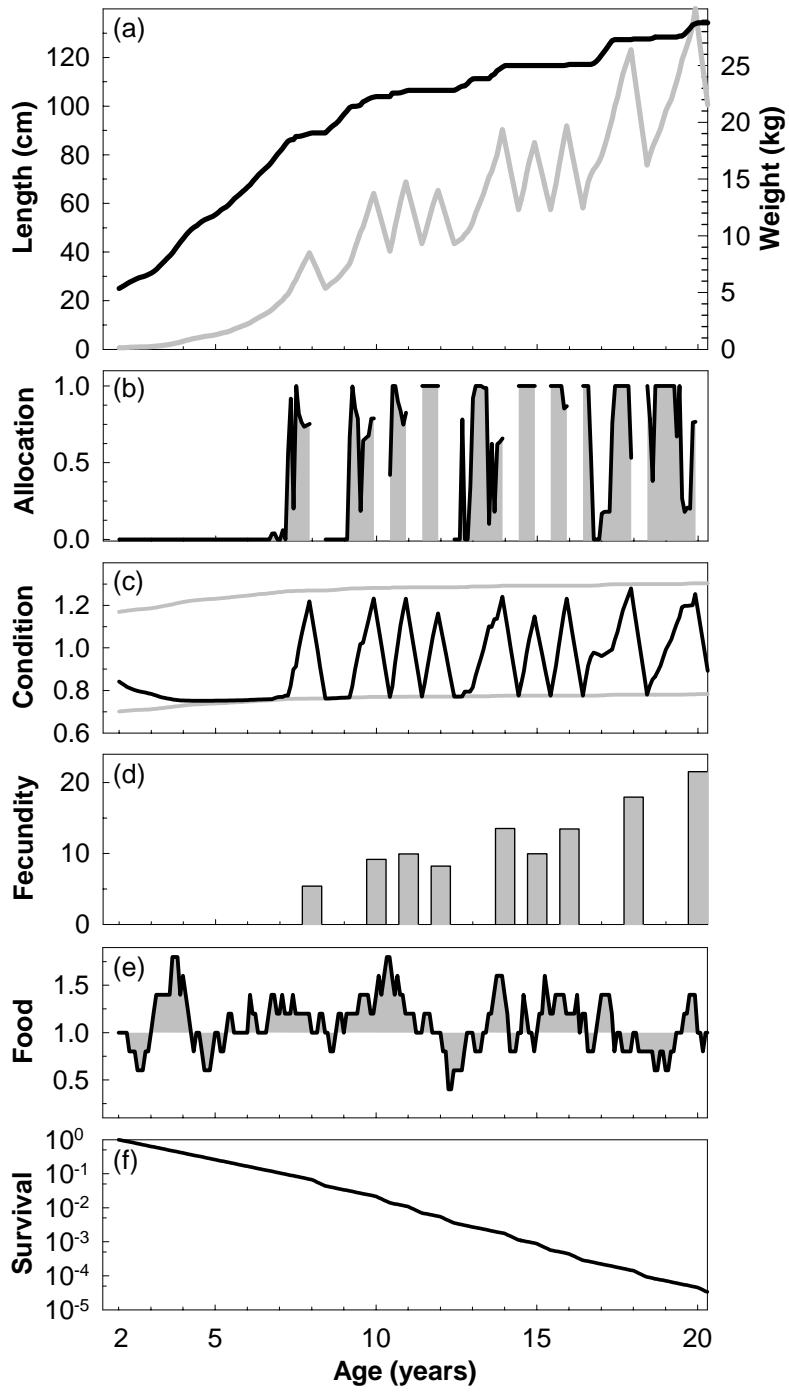 (a)
Length (cm)
120
100
80
60
40
20
0
Weight (kg)
25
20
15
10
5
0
(b)
Allocation
1.0
0.5
0.0
(c)
Condition
1.2
1.0
0.8
0.6
(d)
Fecundity
20
10
0
(e)
Food
1.5
1.0
0.5
(f)
Survival
10⁰
10⁻¹
10⁻²
10⁻³
10⁻⁴
10⁻⁵
2 5 10 15 20
Age (years)